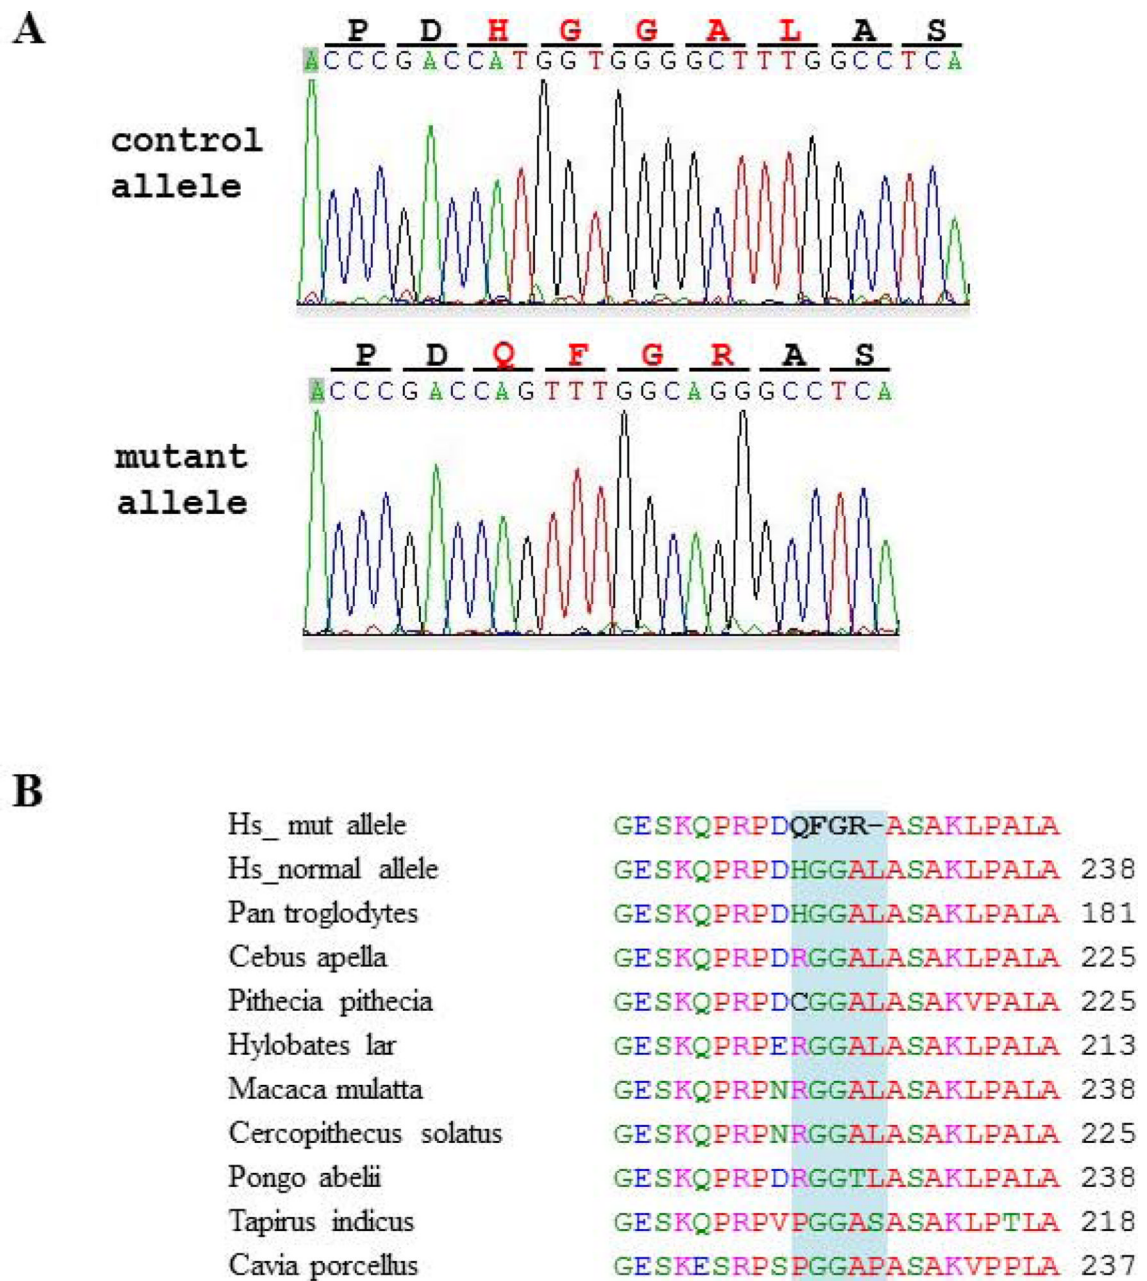 A
P D H G G A L A S
ACCCGACCATGGTGGGGCTTTGGCCTCA
control
allele
P D Q F G R A S
ACCCGACCAGTTTGGCAGGGCCTCA
mutant
allele
B
Hs_ mut allele GESKQPRPDQFGR-ASAKLPALA
Hs_normal allele GESKQPRPDHGGALASAKLPALA 238
Pan troglodytes GESKQPRPDHGGALASAKLPALA 181
Cebus apella GESKQPRPDRGGALASAKLPALA 225
Pithecia pithecia GESKQPRPDCGGALASAKVPALA 225
Hylobates lar GESKQPRPERGGALASAKLPALA 213
Macaca mulatta GESKQPRPNRGGALASAKLPALA 238
Cercopithecus solatus GESKQPRPNRGGALASAKLPALA 225
Pongo abelii GESKQPRPDRGGTLASAKLPALA 238
Tapirus indicus GESKQPRPVPGGASASAKLPTLA 218
Cavia porcellus GESKESRPSPGGAPASAKVPPLA 237